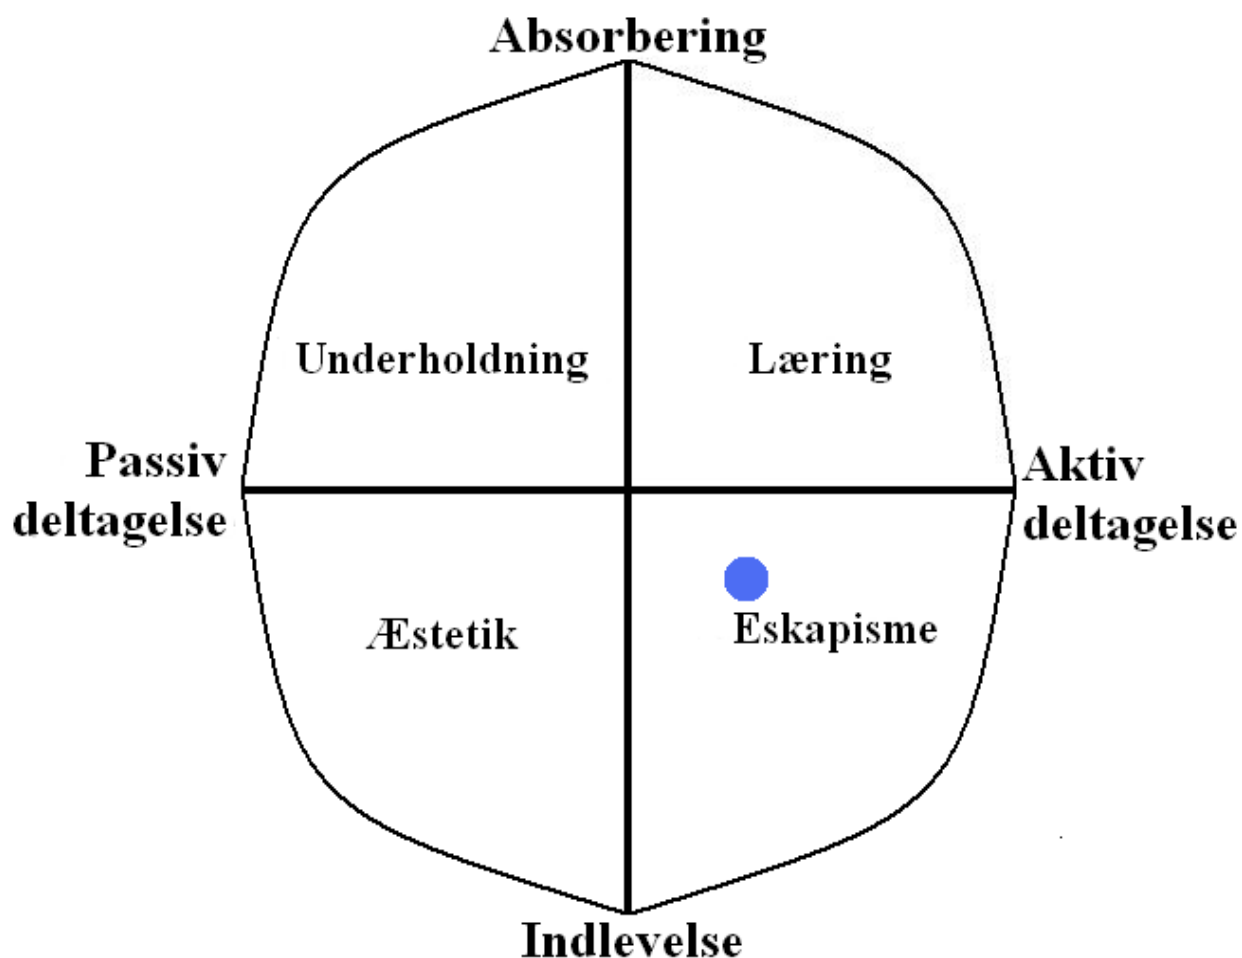 Absorbering
Underholdning
Læring
Passiv
deltagelse
Aktiv
deltagelse
Æstetik
Eskapisme
Indlevelse